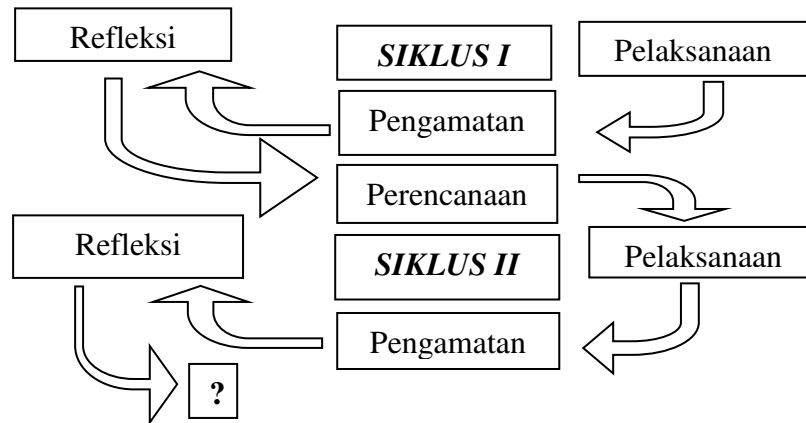 Refleksi
SIKLUS I
Pelaksanaan
Pengamatan
Perencanaan
Refleksi
SIKLUS II
Pelaksanaan
Pengamatan
?